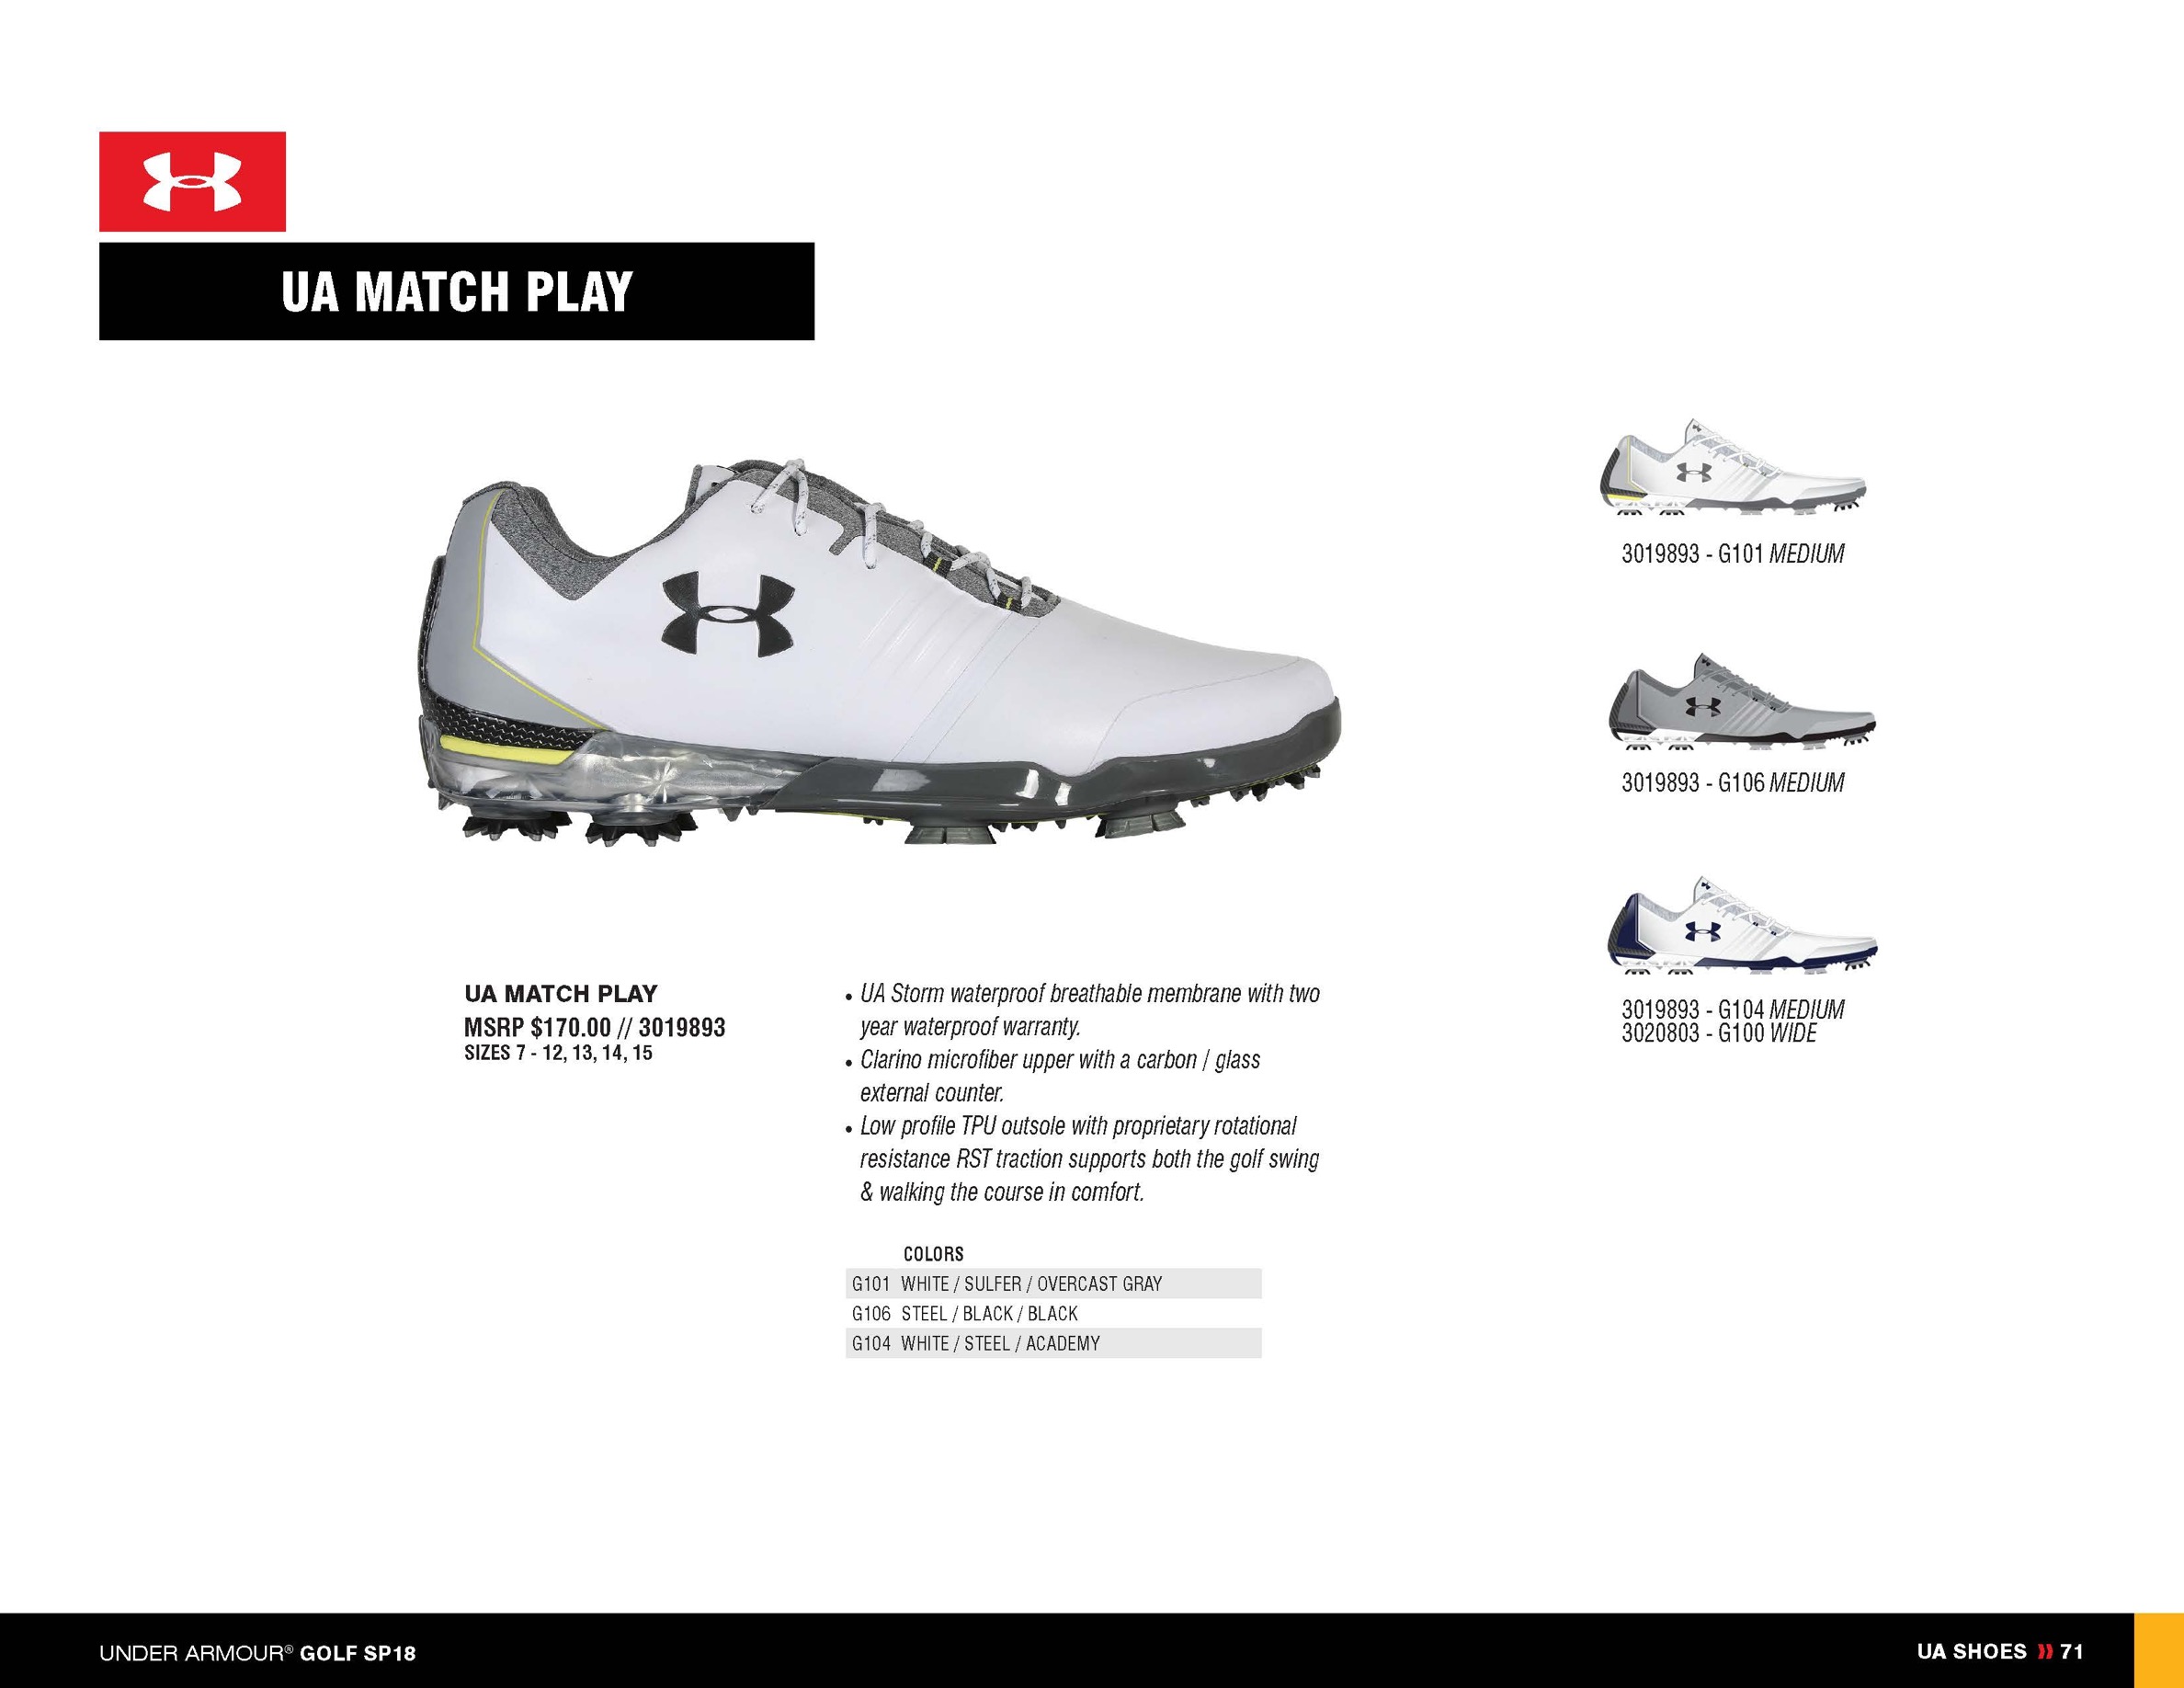 UA MATCH PLAY
3019893 - G101 MEDIUM
3019893 - G106 MEDIUM
3019893 - G104 MEDIUM
3020803 - G100 WIDE
UA MATCH PLAY
MSRP $170.00 // 3019893
SIZES 7 - 12, 13, 14, 15
• UA Storm waterproof breathable membrane with two
year waterproof warranty.
• Clarino microfiber upper with a carbon / glass
external counter.
• Low profile TPU outsole with proprietary rotational
resistance RST traction supports both the golf swing
& walking the course in comfort.
COLORS
G101 WHITE / SULFER / OVERCAST GRAY
G106 STEEL / BLACK / BLACK
G104 WHITE / STEEL / ACADEMY
UNDER ARMOUR® GOLF SP18
UA SHOES » 71